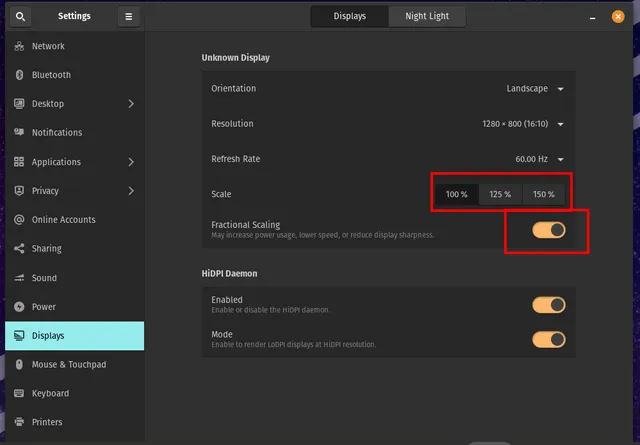 Settings
Displays
Night Light
Network
Bluetooth
Desktop
Notifications
Applications
Privacy
Online Accounts
Sharing
Sound
Power
Displays
Mouse & Touchpad
Keyboard
Printers
Unknown Display
Orientation
Landscape
Resolution
1280 × 800 (16:10)
Refresh Rate
60.00 Hz
Scale
100 %
125 %
150 %
Fractional Scaling
May increase power usage, lower speed, or reduce display sharpness.
HiDPI Daemon
Enabled
Enable or disable the HiDPI daemon.
Mode
Enable to render LoDPI displays at HiDPI resolution.